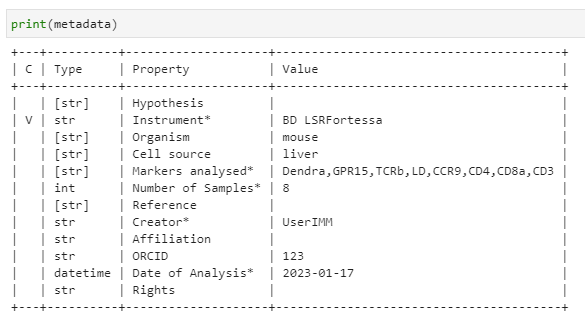 print(metadata)
+---+----------+-------------------+--------------------------------------+
| C | Type     | Property          | Value                                |
+---+----------+-------------------+--------------------------------------+
|   | [str]    | Hypothesis        |                                      |
| V | str      | Instrument*       | BD LSRFortessa                       |
|   | [str]    | Organism          | mouse                                |
|   | [str]    | Cell source       | liver                                |
|   | [str]    | Markers analysed* | Dendra,GPR15,TCRb,LD,CCR9,CD4,CD8a,CD3 |
|   | int      | Number of Samples* | 8                                    |
|   | [str]    | Reference         |                                      |
|   | str      | Creator*          | UserIMM                              |
|   | str      | Affiliation       |                                      |
|   | str      | ORCID             | 123                                  |
|   | datetime | Date of Analysis* | 2023-01-17                           |
|   | str      | Rights            |                                      |
+---+----------+-------------------+--------------------------------------+